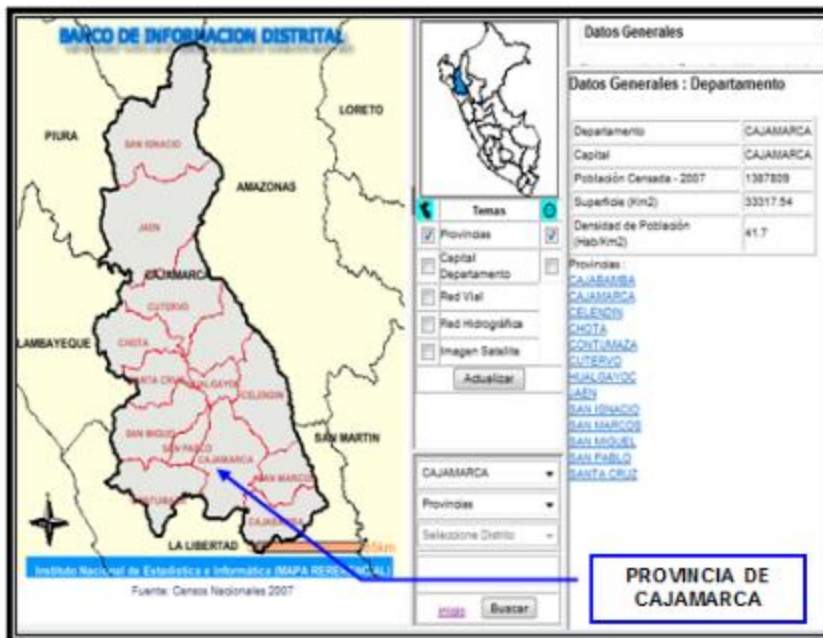 BANCO DE INFORMACION DISTRITAL
PIURA
LORETO
SAN IGNACIO
AMAZONAS
JAEN
CAJAMARCA
CUTERVO
LAMBAYEQUE
CHOTA
SANTA CRUZ
HUALGAYOC
CELENDIN
SAN MIGUEL
SAN PABLO
CAJAMARCA
SAN MARTIN
SAN MARCOS
CONTUMAZA
CAJABAMBA
LA LIBERTAD
65km
Instituto Nacional de Estadística e Informática (MAPA REFERENCIAL)
Fuente: Censos Nacionales 2007
Temas
Provincias
Capital
Departamento
Red Vial
Red Hidrográfica
Imagen Satelite
Actualizar
CAJAMARCA
Provincias
Seleccione Distrito
Inicio Buscar
Datos Generales
Datos Generales : Departamento
Departamento CAJAMARCA
Capital CAJAMARCA
Población Censada - 2007 1387809
Superficie (Km2) 33317.54
Densidad de Población
(Hab/Km2) 41.7
Provincias :
CAJABAMBA
CAJAMARCA
CELENDIN
CHOTA
CONTUMAZA
CUTERVO
HUALGAYOC
JAEN
SAN IGNACIO
SAN MARCOS
SAN MIGUEL
SAN PABLO
SANTA CRUZ
PROVINCIA DE
CAJAMARCA